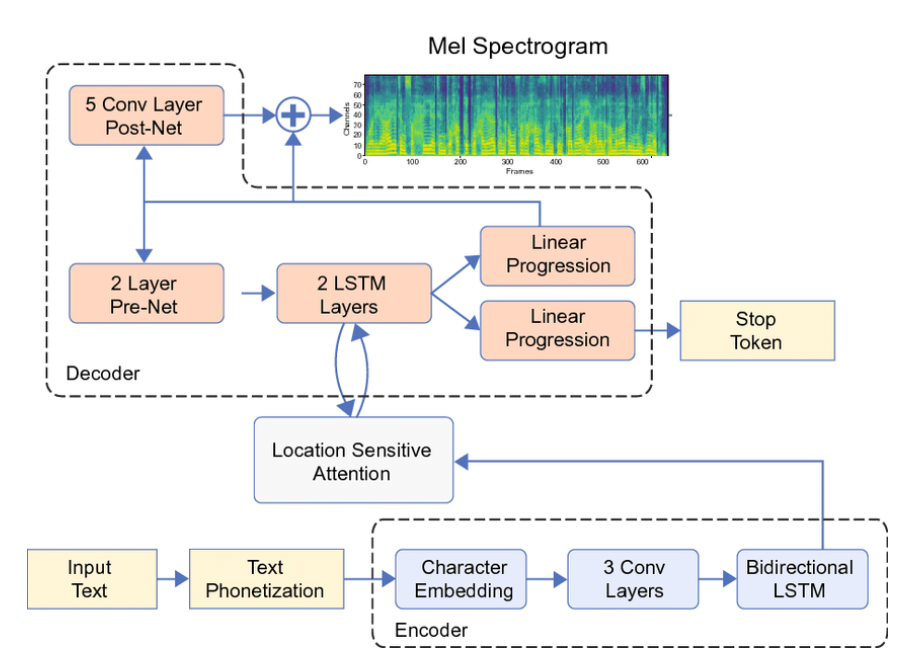 Mel Spectrogram
5 Conv Layer
Post-Net
Channels
70
60
50
40
30
20
10
0
0 100 200 300 400 500 600
Frames
2 Layer
Pre-Net
2 LSTM
Layers
Linear
Progression
Linear
Progression
Stop
Token
Decoder
Location Sensitive
Attention
Input
Text
Text
Phonetization
Character
Embedding
3 Conv
Layers
Bidirectional
LSTM
Encoder